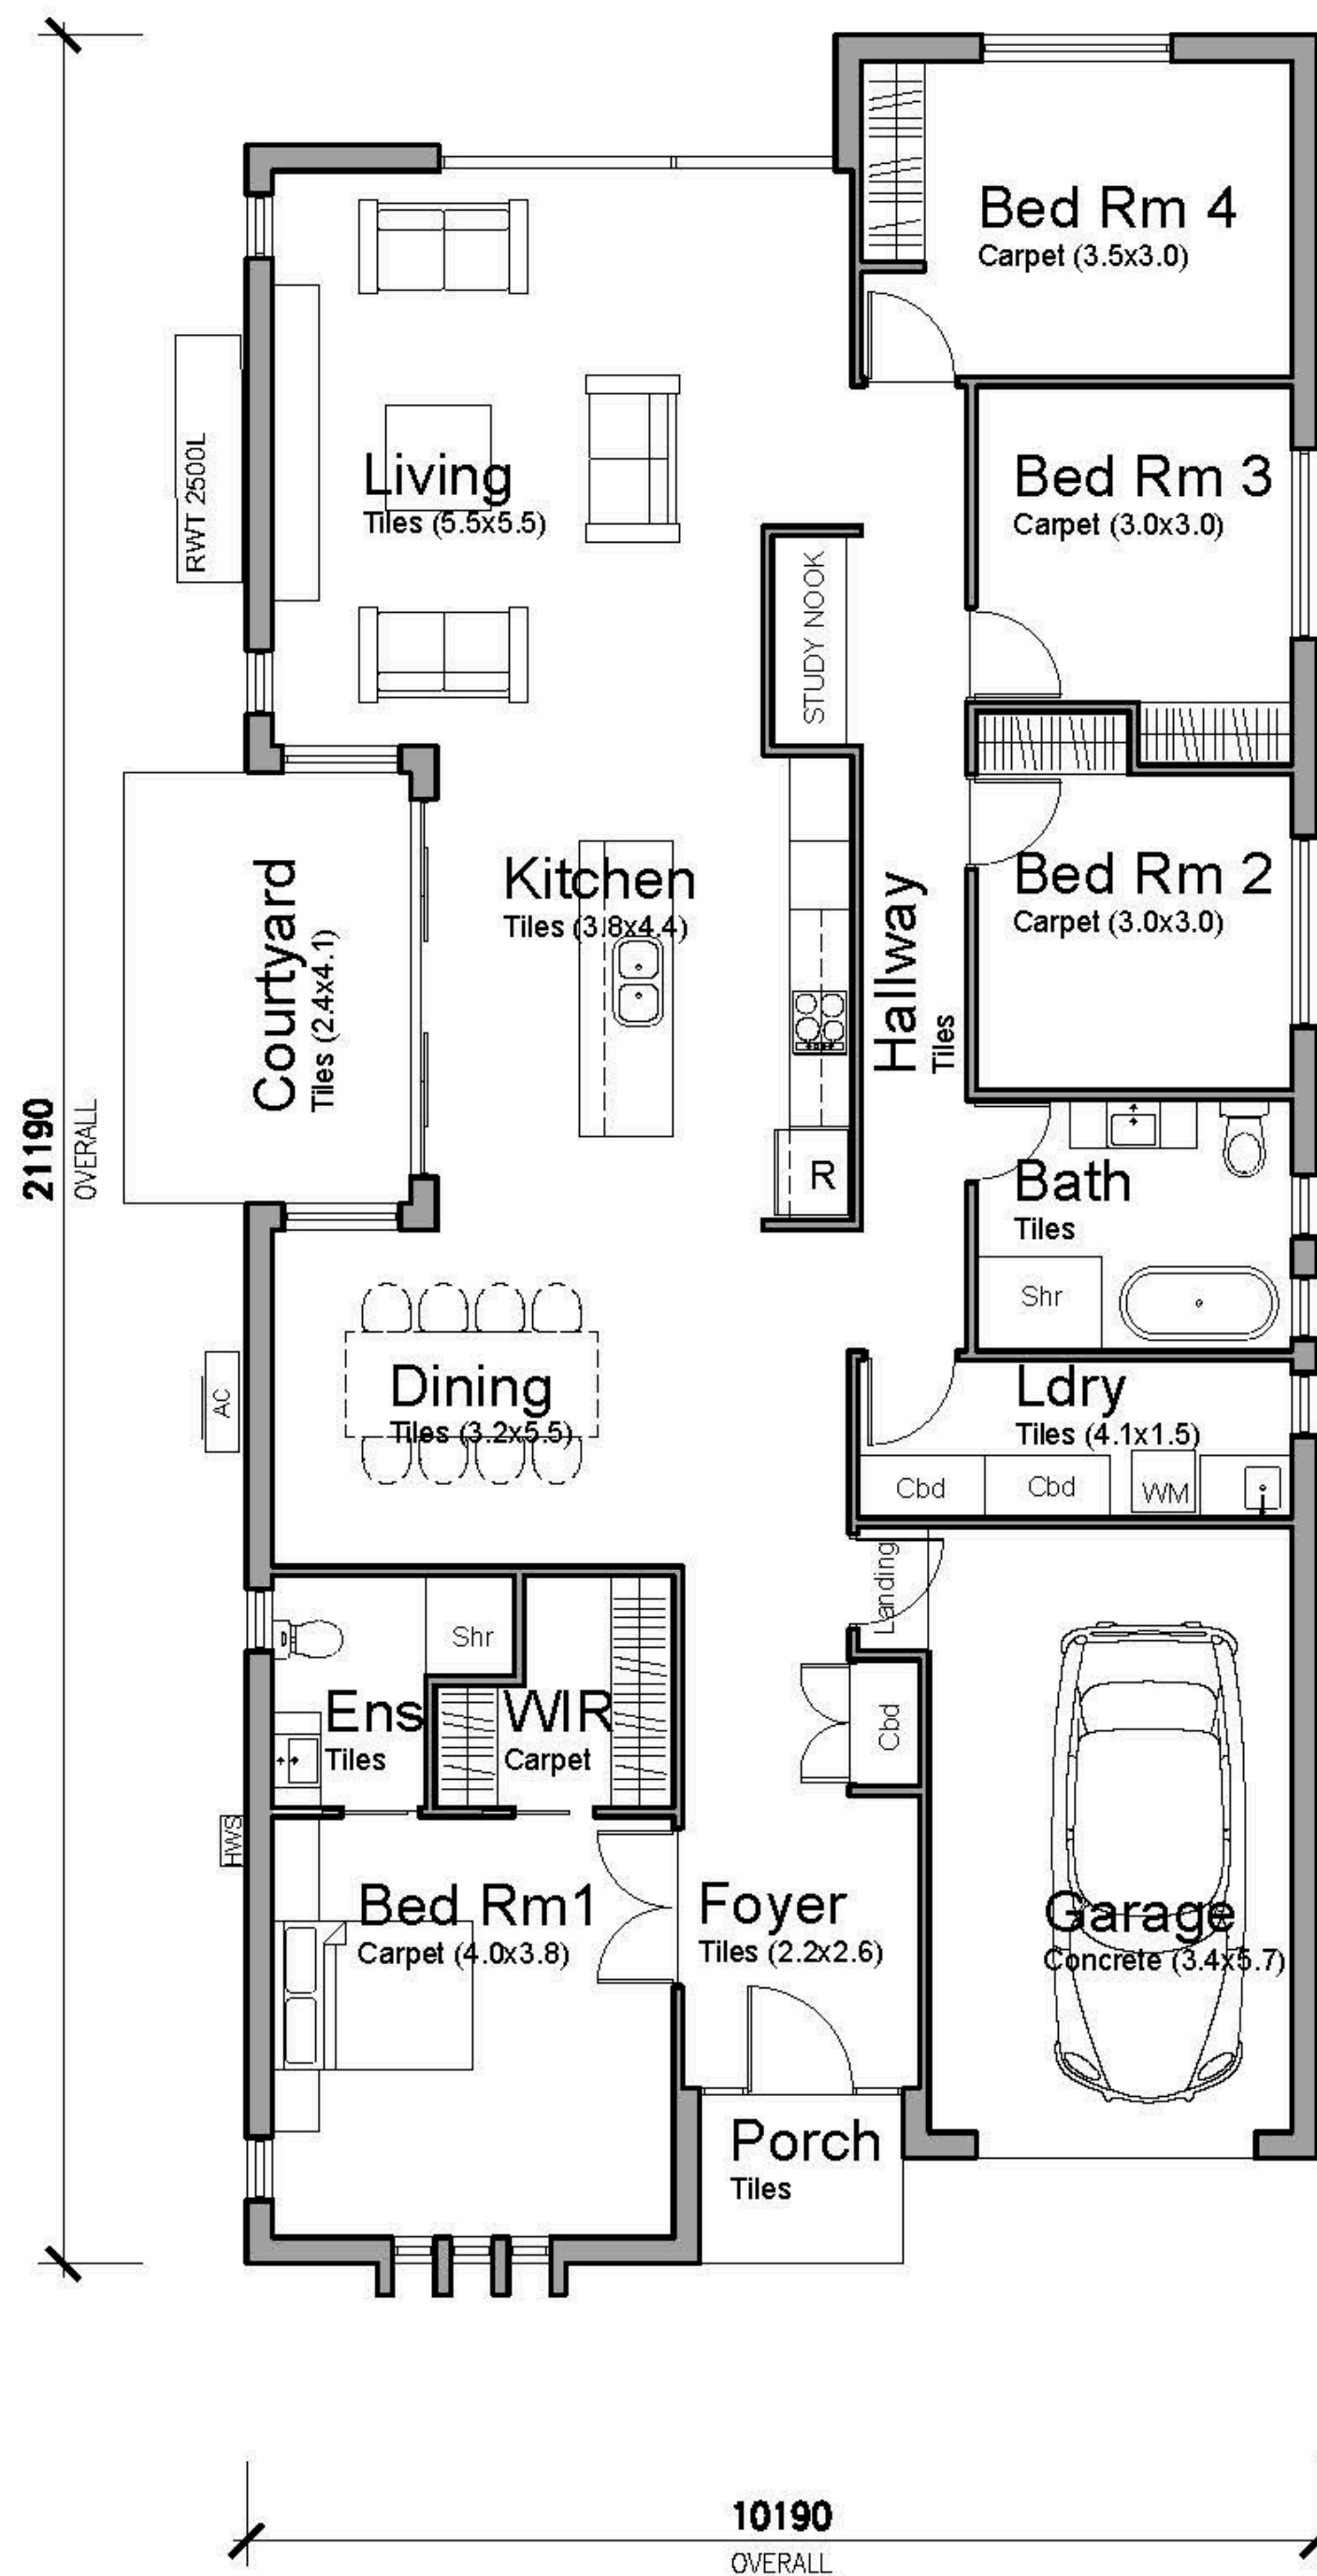 Bed Rm 4
Carpet (3.5x3.0)
Living
Tiles (5.5x5.5)
RWT 2500L
Bed Rm 3
Carpet (3.0x3.0)
STUDY NOOK
Kitchen
Tiles (3.8x4.4)
Courtyard
Tiles (2.4x4.1)
Hallway
Tiles
Bed Rm 2
Carpet (3.0x3.0)
21190
OVERALL
R
Bath
Tiles
Shr
Dining
Tiles (3.2x5.5)
AC
Ldry
Tiles (4.1x1.5)
Cbd
Cbd
WM
Landing
Shr
Ens
Tiles
WIR
Carpet
Cbd
HWS
Bed Rm1
Carpet (4.0x3.8)
Foyer
Tiles (2.2x2.6)
Garage
Concrete (3.4x5.7)
Porch
Tiles
10190
OVERALL